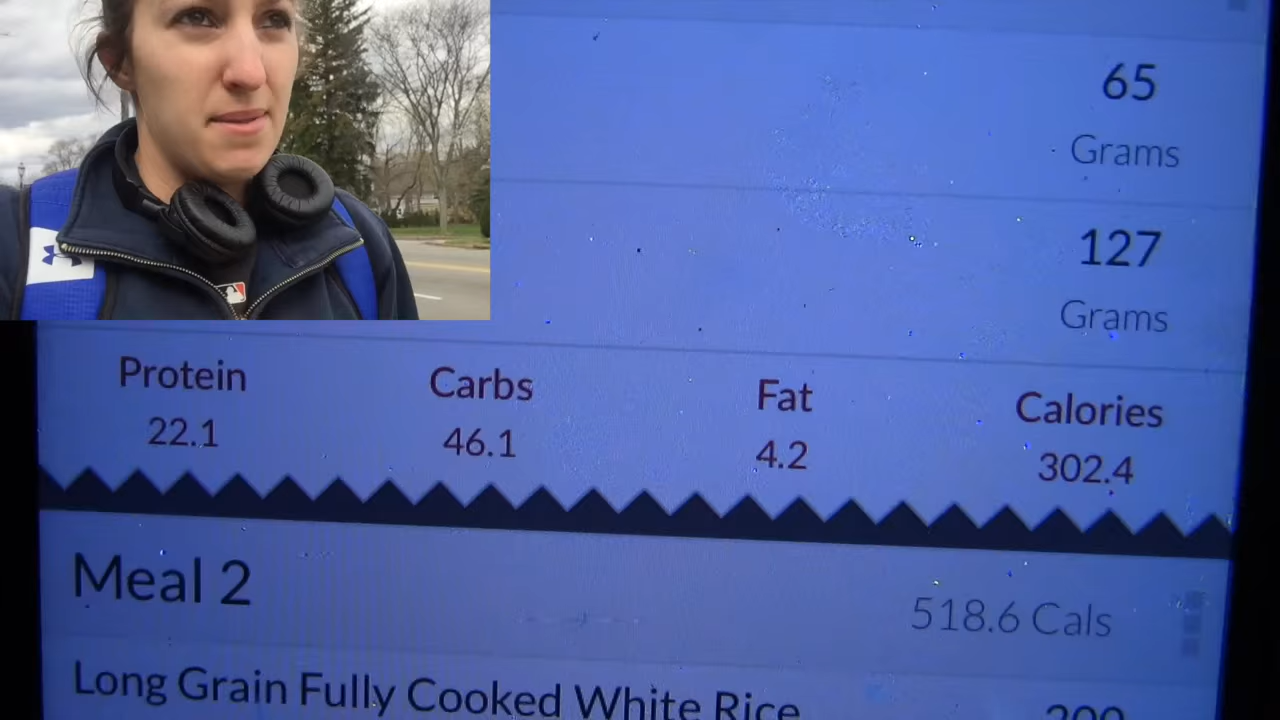 65
Grams
127
Grams
Protein Carbs Fat Calories
22.1 46.1 4.2 302.4
Meal 2
518.6 Cals
Long Grain Fully Cooked White Rice
200